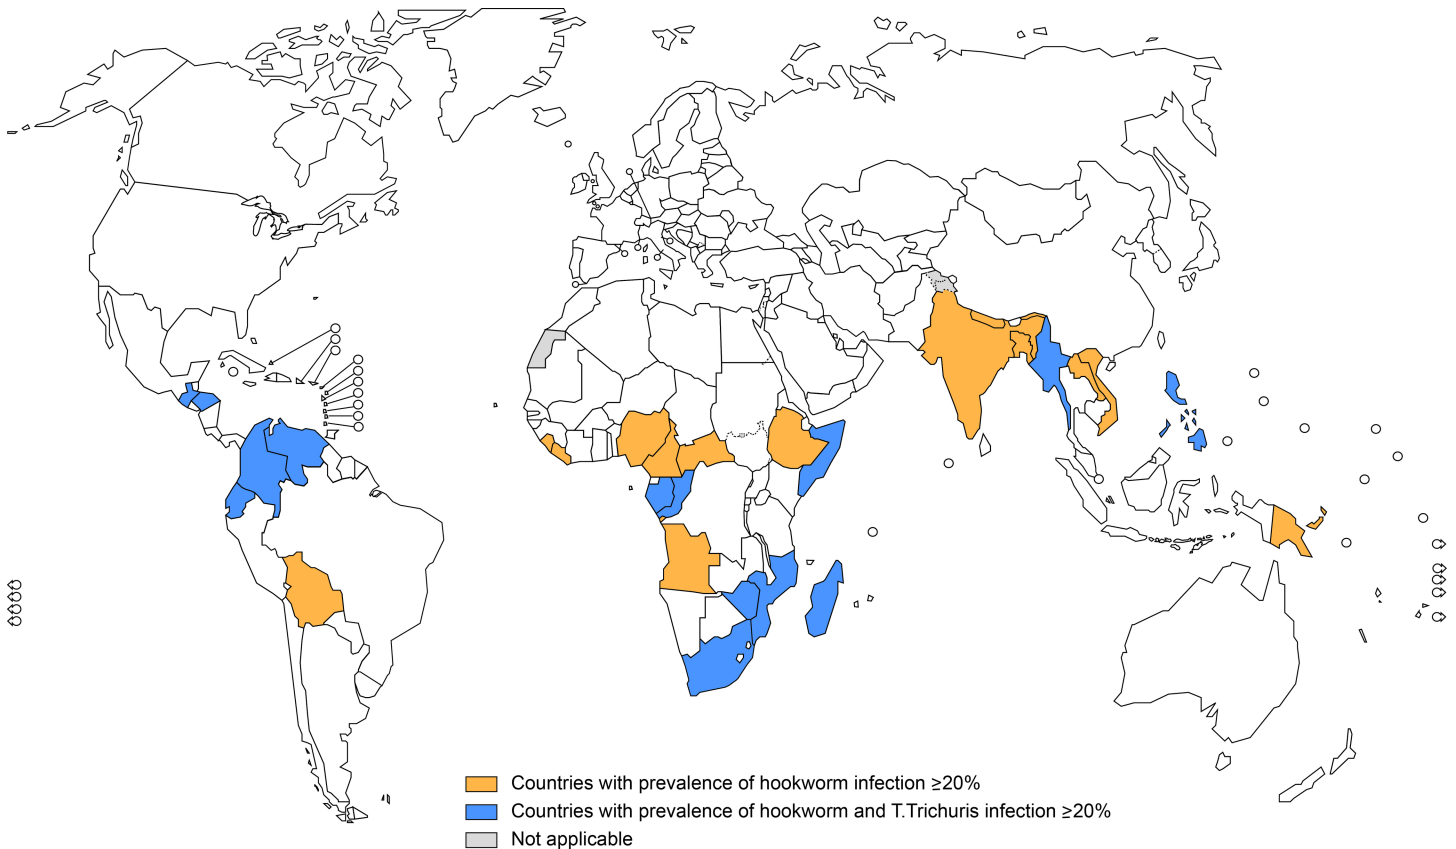 Countries with prevalence of hookworm infection ≥20%
Countries with prevalence of hookworm and T.Trichuris infection ≥20%
Not applicable